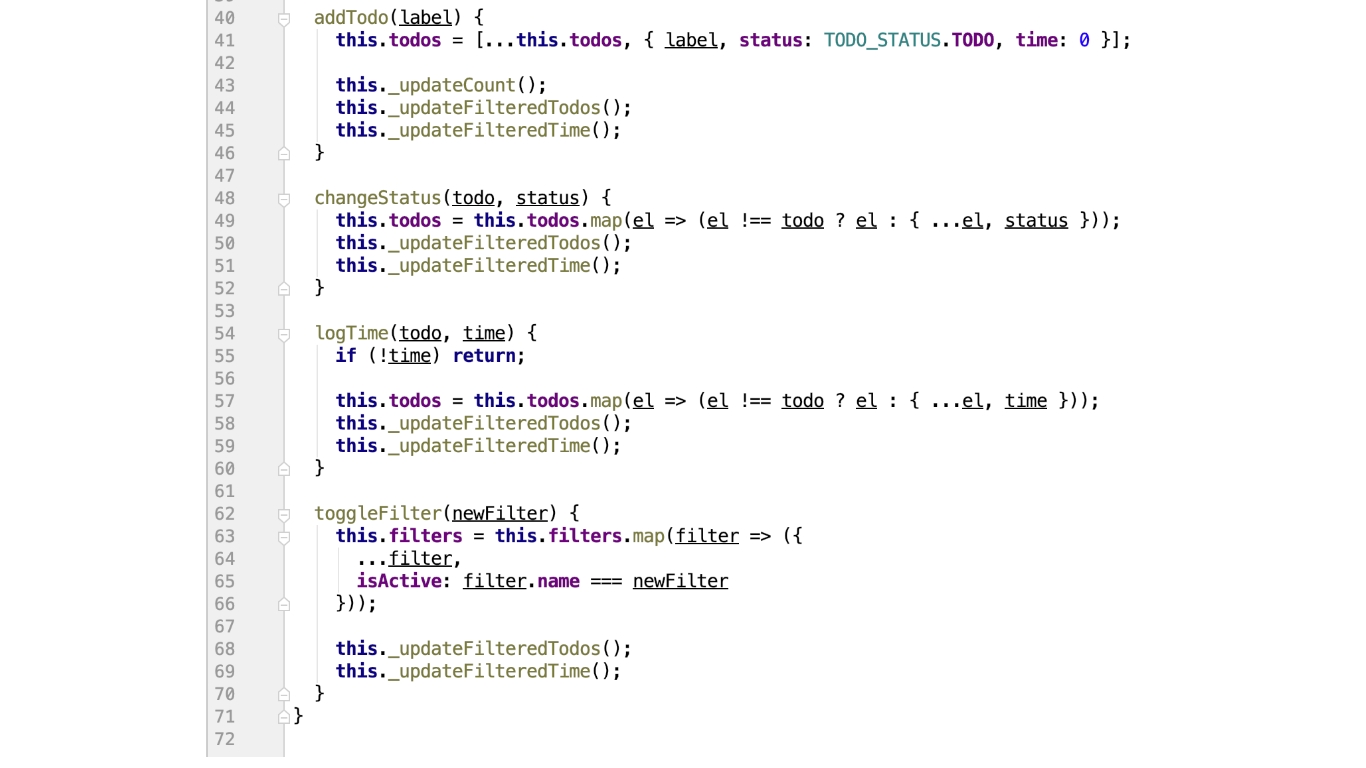 40 addTodo(label) {
41 this.todos = [...this.todos, { label, status: TODO_STATUS.TODO, time: 0 }];
42
43 this._updateCount();
44 this._updateFilteredTodos();
45 this._updateFilteredTime();
46 }
47
48 changeStatus(todo, status) {
49 this.todos = this.todos.map(el => (el !== todo ? el : { ...el, status }));
50 this._updateFilteredTodos();
51 this._updateFilteredTime();
52 }
53
54 logTime(todo, time) {
55 if (!time) return;
56
57 this.todos = this.todos.map(el => (el !== todo ? el : { ...el, time }));
58 this._updateFilteredTodos();
59 this._updateFilteredTime();
60 }
61
62 toggleFilter(newFilter) {
63 this.filters = this.filters.map(filter => ({
64 ...filter,
65 isActive: filter.name === newFilter
66 }));
67
68 this._updateFilteredTodos();
69 this._updateFilteredTime();
70 }
71 }
72